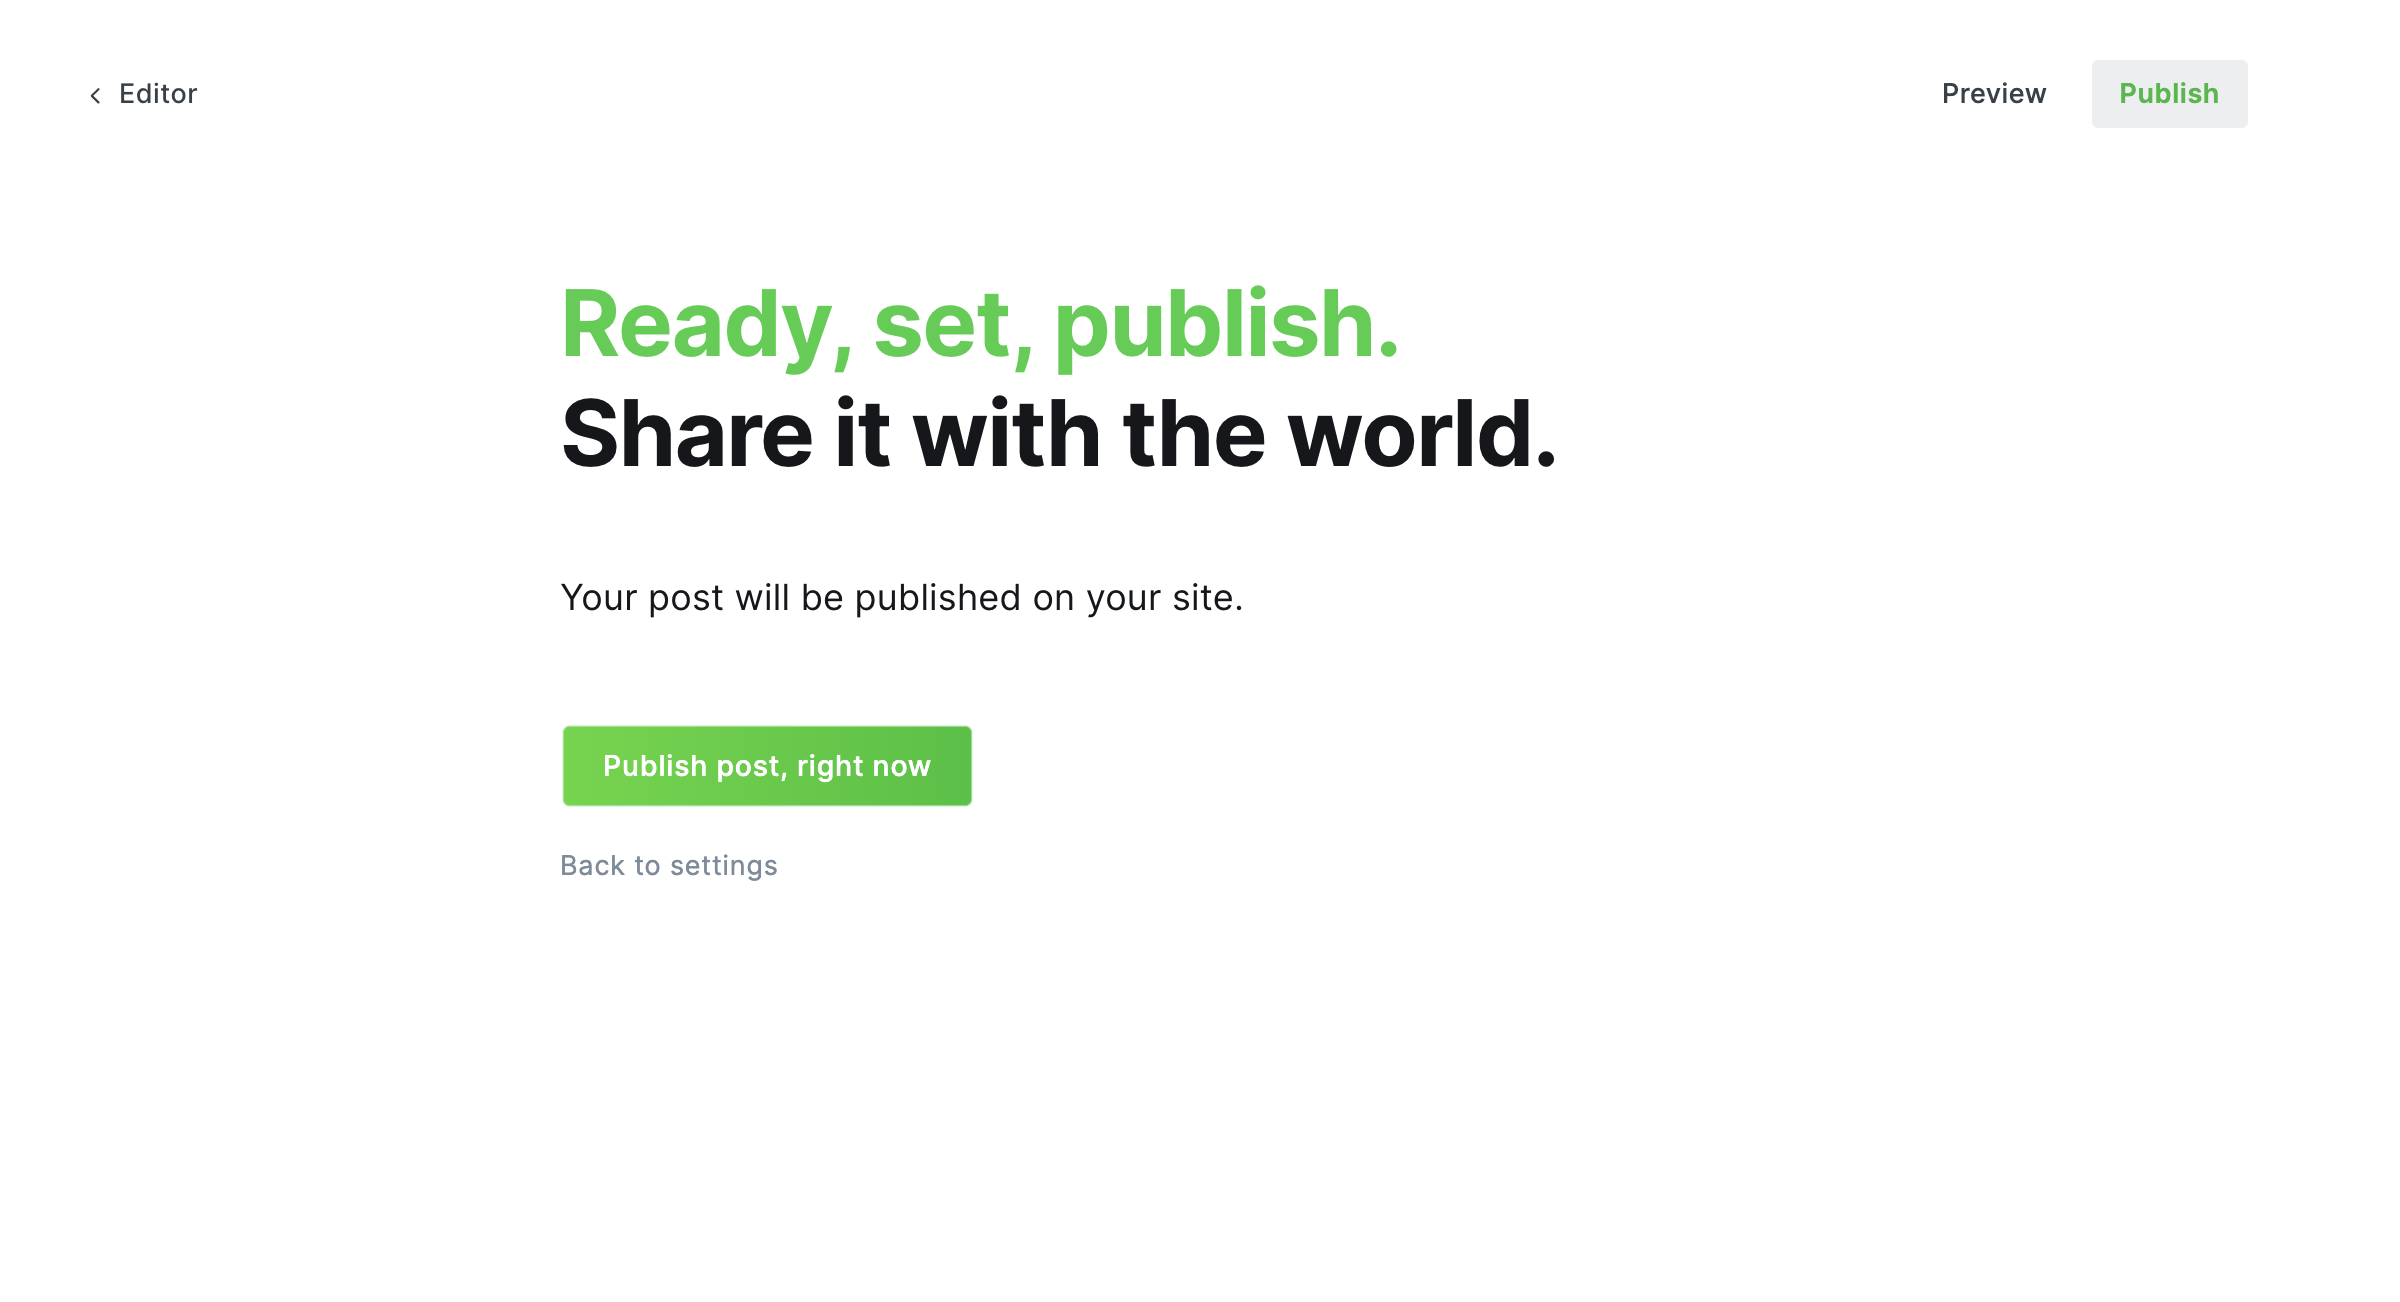 Editor
Preview
Publish
Ready, set, publish.
Share it with the world.
Your post will be published on your site.
Publish post, right now
Back to settings